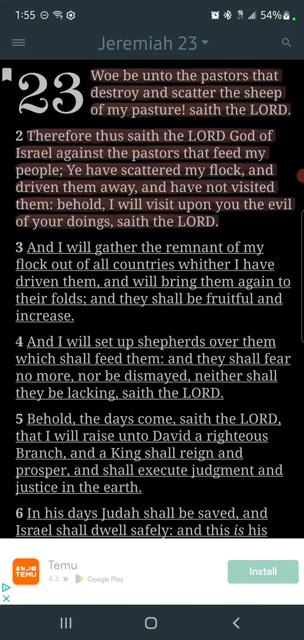 1:55
54%
Jeremiah 23
23 Woe be unto the pastors that
destroy and scatter the sheep
of my pasture! saith the LORD.
2 Therefore thus saith the LORD God of
Israel against the pastors that feed my
people; Ye have scattered my flock, and
driven them away, and have not visited
them: behold, I will visit upon you the evil
of your doings, saith the LORD.
3 And I will gather the remnant of my
flock out of all countries whither I have
driven them, and will bring them again to
their folds; and they shall be fruitful and
increase.
4 And I will set up shepherds over them
which shall feed them: and they shall fear
no more, nor be dismayed, neither shall
they be lacking, saith the LORD.
5 Behold, the days come, saith the LORD,
that I will raise unto David a righteous
Branch, and a King shall reign and
prosper, and shall execute judgment and
justice in the earth.
6 In his days Judah shall be saved, and
Israel shall dwell safely: and this is his
TEMU
Temu
4.6 ★ Google Play
Install